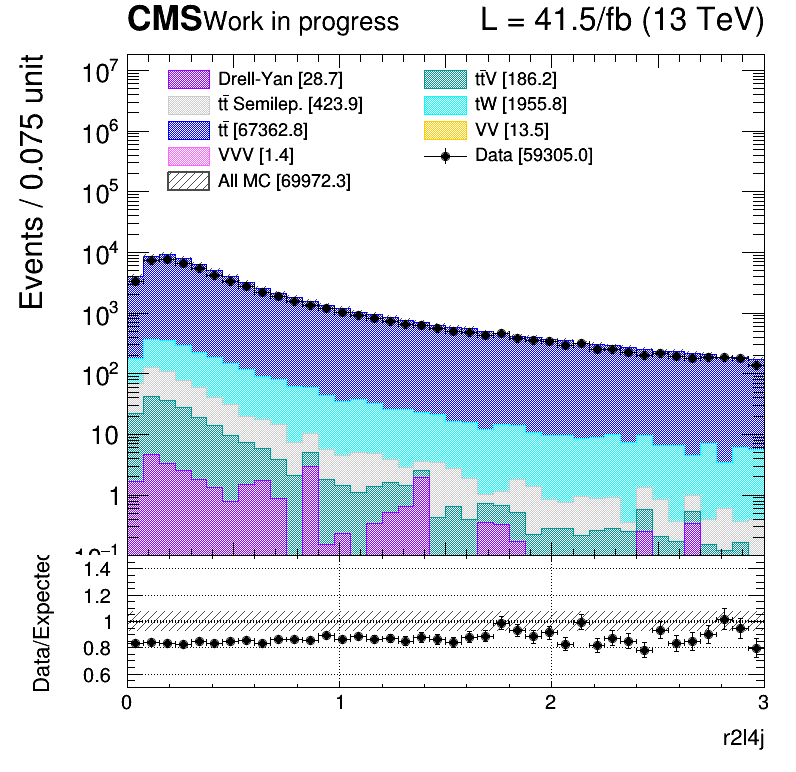 CMS Work in progress L = 41.5/fb (13 TeV)
Events / 0.075 unit
10⁷
10⁶
10⁵
10⁴
10³
10²
10
1
10⁻¹
Drell-Yan [28.7]
tt̄ Semilep. [423.9]
tt̄ [67362.8]
VVV [1.4]
All MC [69972.3]
tt̄V [186.2]
tW [1955.8]
VV [13.5]
Data [59305.0]
Data/Expected
1.4
1.2
1
0.8
0.6
0 1 2 3
r2l4j